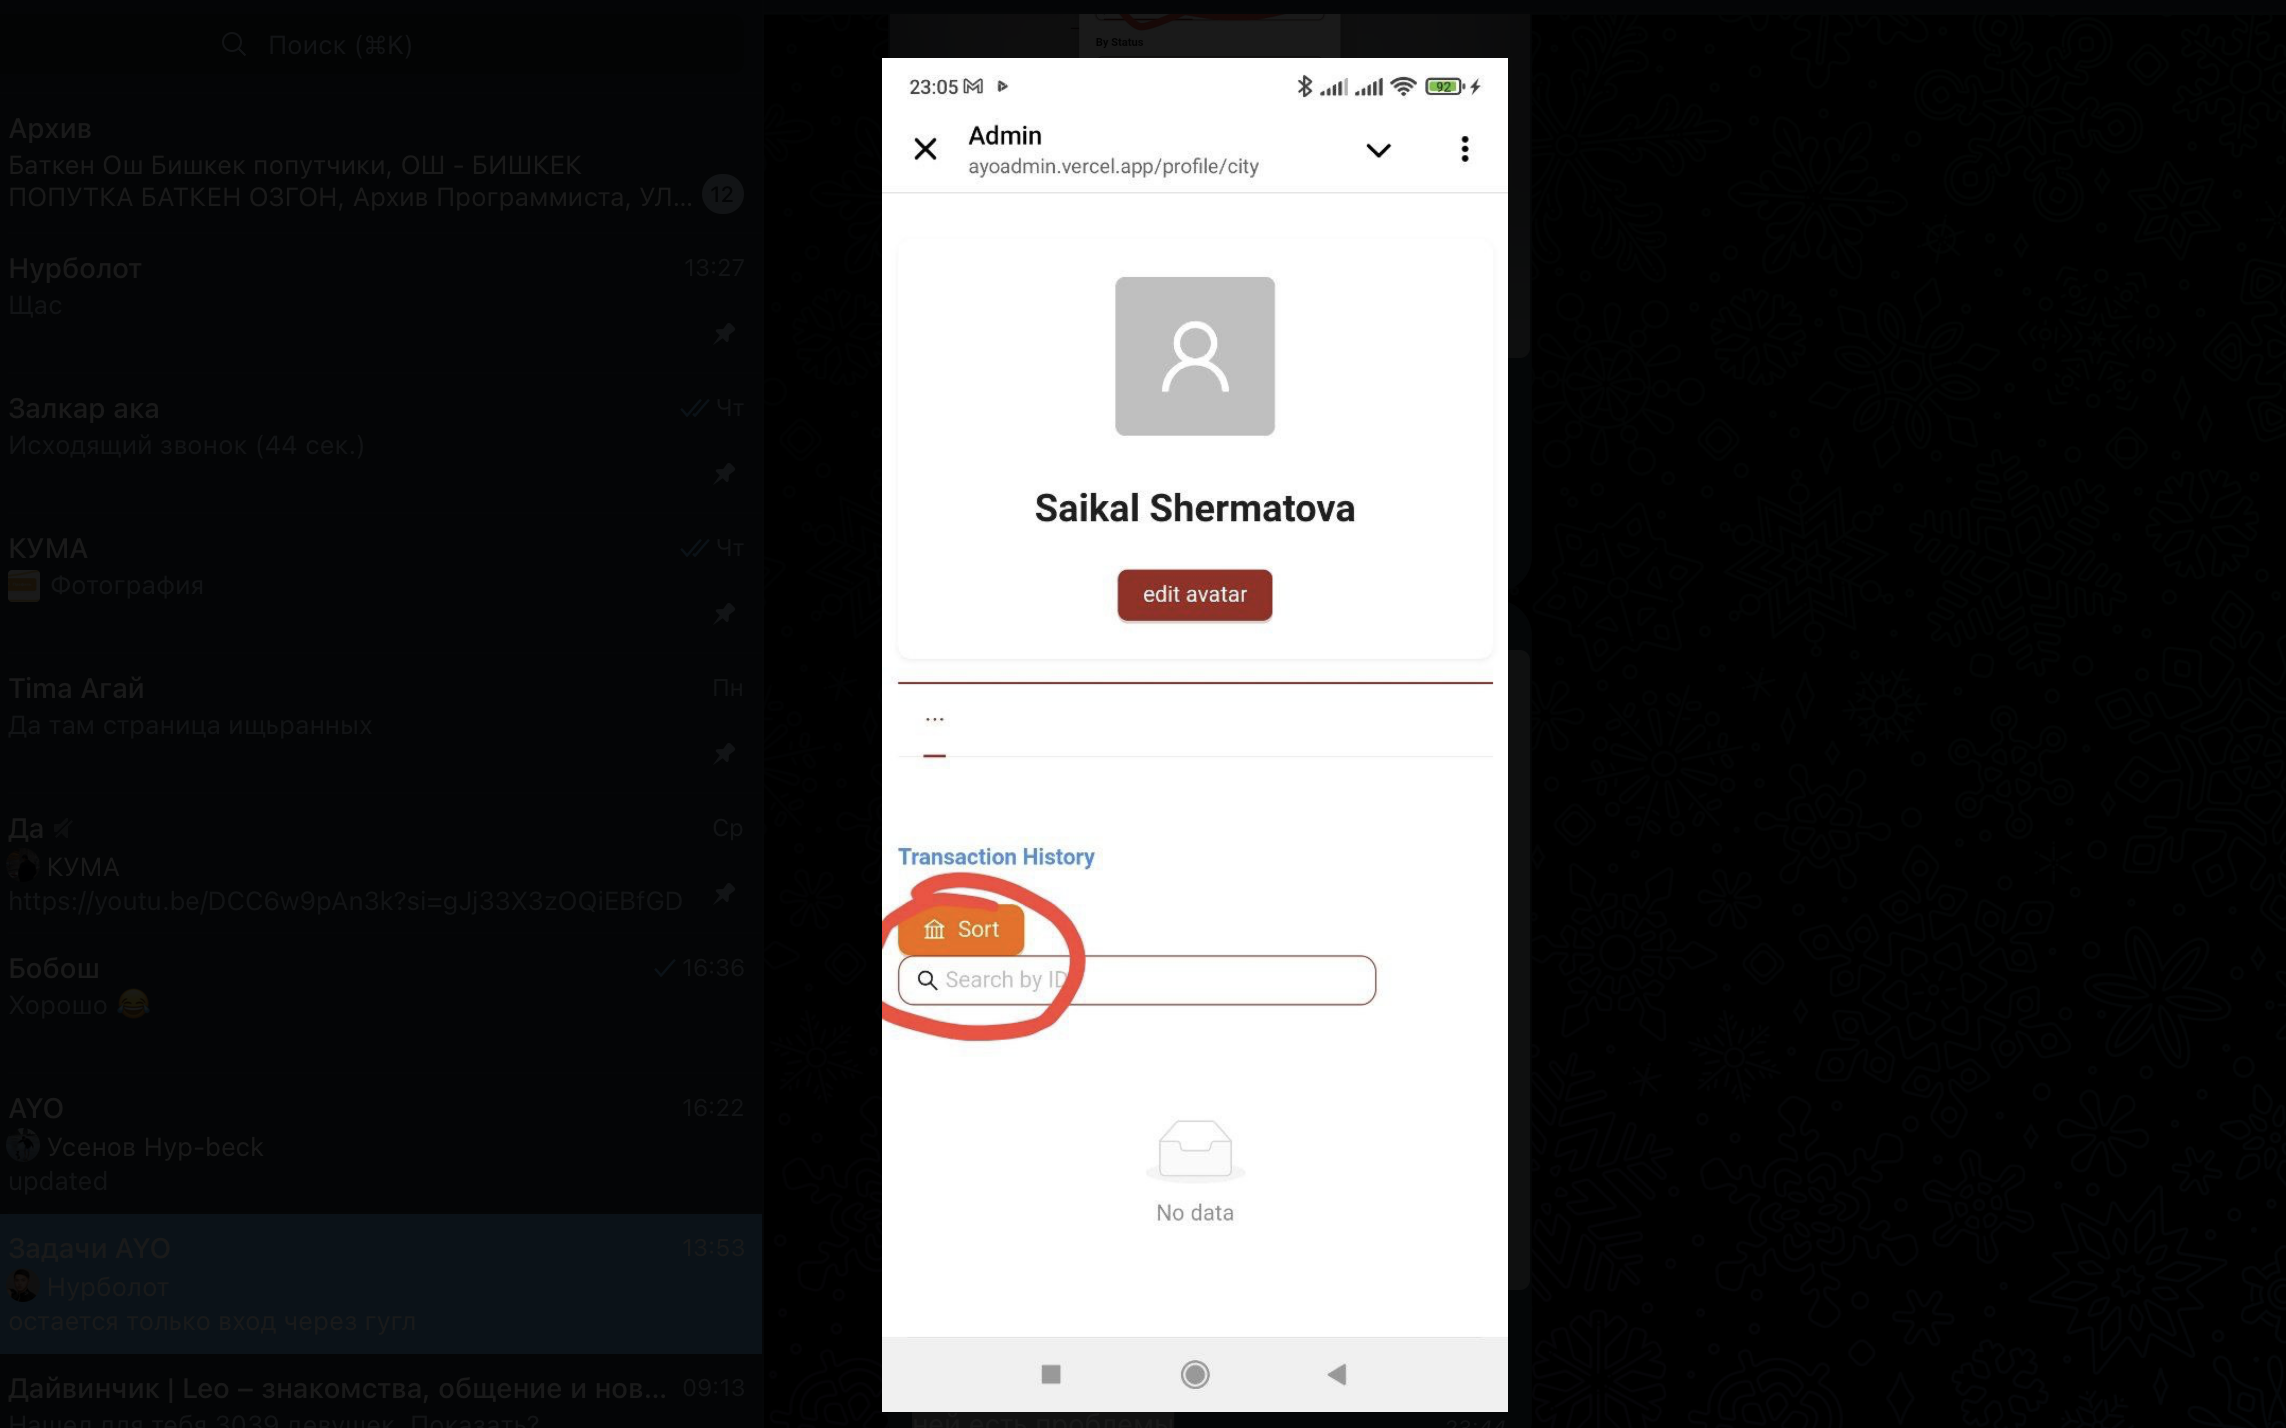 Поиск (⌘K)
Архив
Баткен Ош Бишкек попутчики, ОШ - БИШКЕК
ПОПУТКА БАТКЕН ОЗГОН, Архив Программиста, УЛ...
12
Нурболот
13:27
Щас
Залкар ака
Чт
Исходящий звонок (44 сек.)
КУМА
Чт
Фотография
Tima Агай
Пн
Да там страница ищьранных
Да
Ср
КУМА
https://youtu.be/DCC6w9pAn3k?si=gJj33X3zOQiEBfGD
Бобош
16:36
Хорошо 😂
AYO
16:22
Усенов Нур-beck
updated
Задачи AYO
13:53
Нурболот
остается только вход через гугл
Дайвинчик | Leo – знакомства, общение и нов...
09:13
Нашел для тебя 3039 девушек. Показать?
By Status
23:05
92
Admin
ayoadmin.vercel.app/profile/city
Saikal Shermatova
edit avatar
...
Transaction History
Sort
Search by ID
No data
ней есть проблемы
23:44